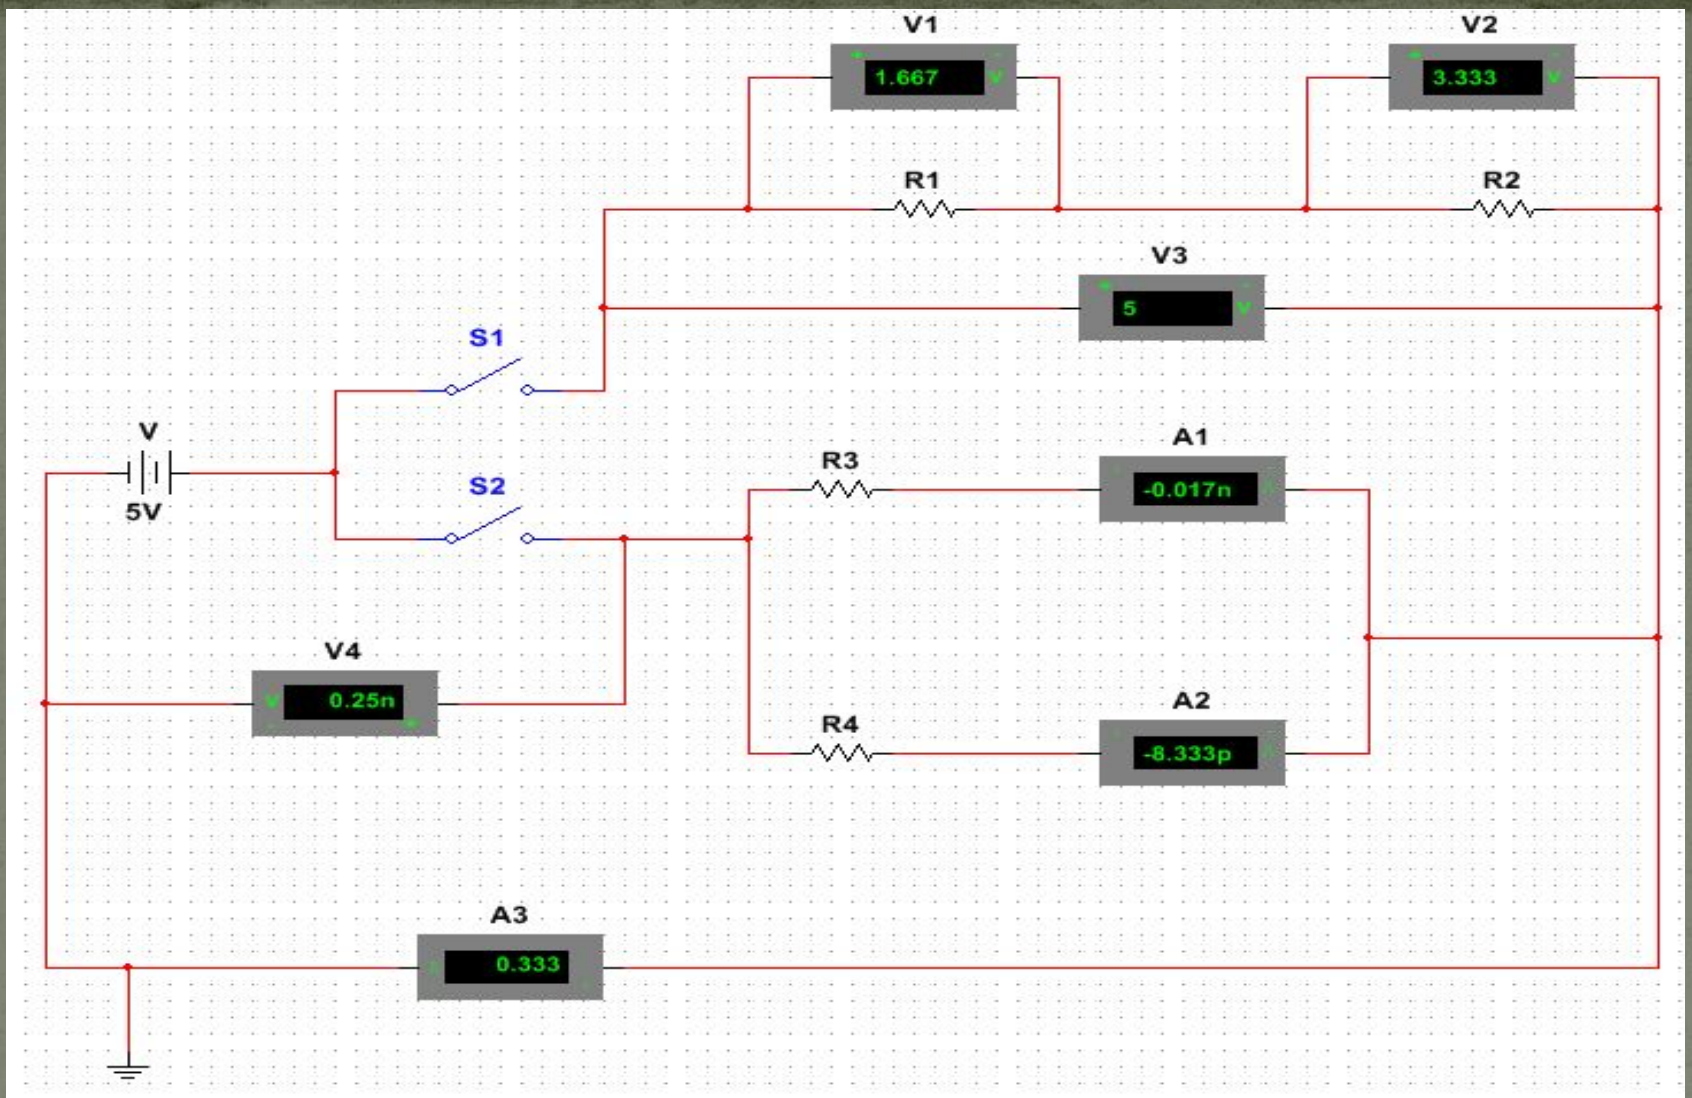 V1
V2
+ -
1.667 V
+ -
3.333 V
R1
R2
V3
+ -
5 V
S1
V
5V
S2
R3
A1
-0.017n
V4
V 0.25n
- +
R4
A2
-8.333p
A3
0.333